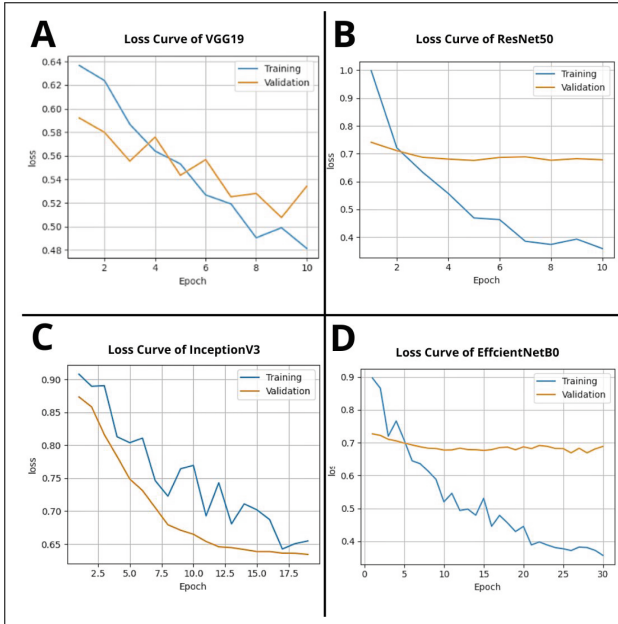 A
Loss Curve of VGG19
Training
Validation
0.64
0.62
0.60
0.58
0.56
0.54
0.52
0.50
0.48
loss
2 4 6 8 10
Epoch
B
Loss Curve of ResNet50
Training
Validation
1.0
0.9
0.8
0.7
0.6
0.5
0.4
loss
2 4 6 8 10
Epoch
C
Loss Curve of InceptionV3
Training
Validation
0.90
0.85
0.80
0.75
0.70
0.65
loss
2.5 5.0 7.5 10.0 12.5 15.0 17.5
Epoch
D
Loss Curve of EffcientNetB0
Training
Validation
0.9
0.8
0.7
0.6
0.5
0.4
0 5 10 15 20 25 30
Epoch